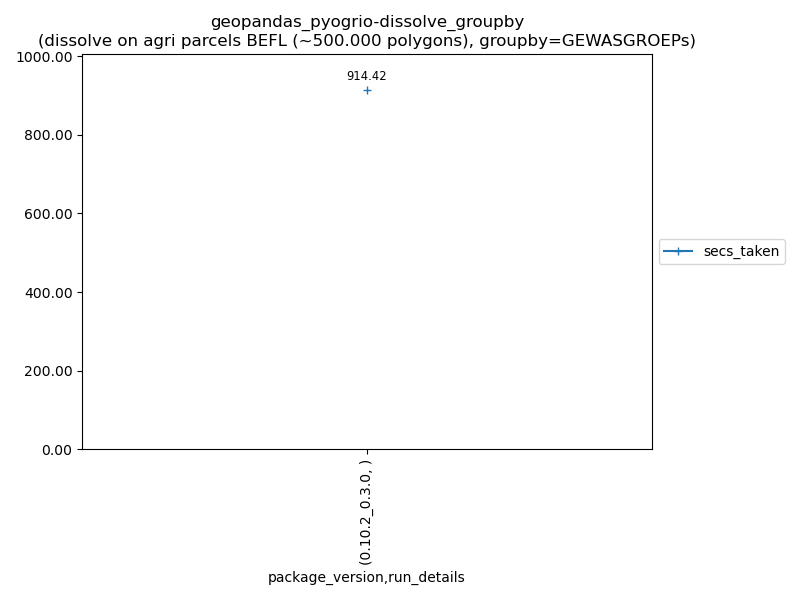 geopandas_pyogrio-dissolve_groupby
(dissolve on agri parcels BEFL (~500.000 polygons), groupby=GEWASGROEPs)
1000.00
914.42
800.00
600.00
secs_taken
400.00
200.00
0.00
(0.10.2_0.3.0, )
package_version,run_details